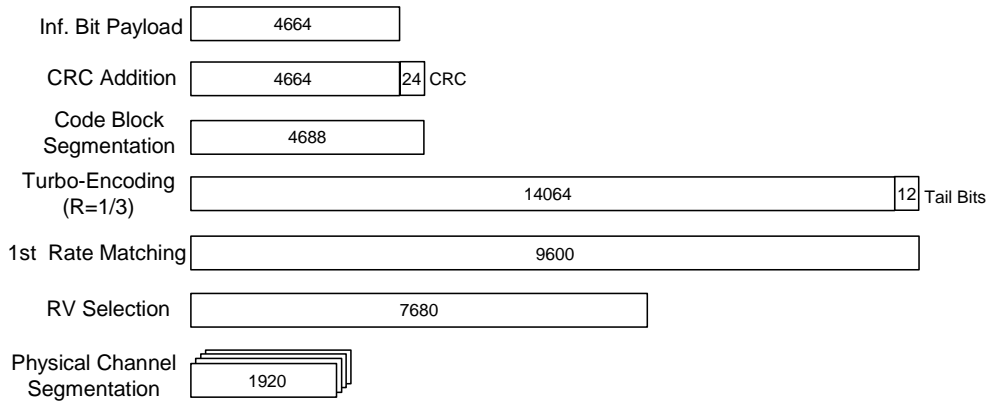 Inf. Bit Payload 4664
CRC Addition 4664 24 CRC
Code Block
Segmentation 4688
Turbo-Encoding
(R=1/3) 14064 12 Tail Bits
1st Rate Matching 9600
RV Selection 7680
Physical Channel
Segmentation 1920